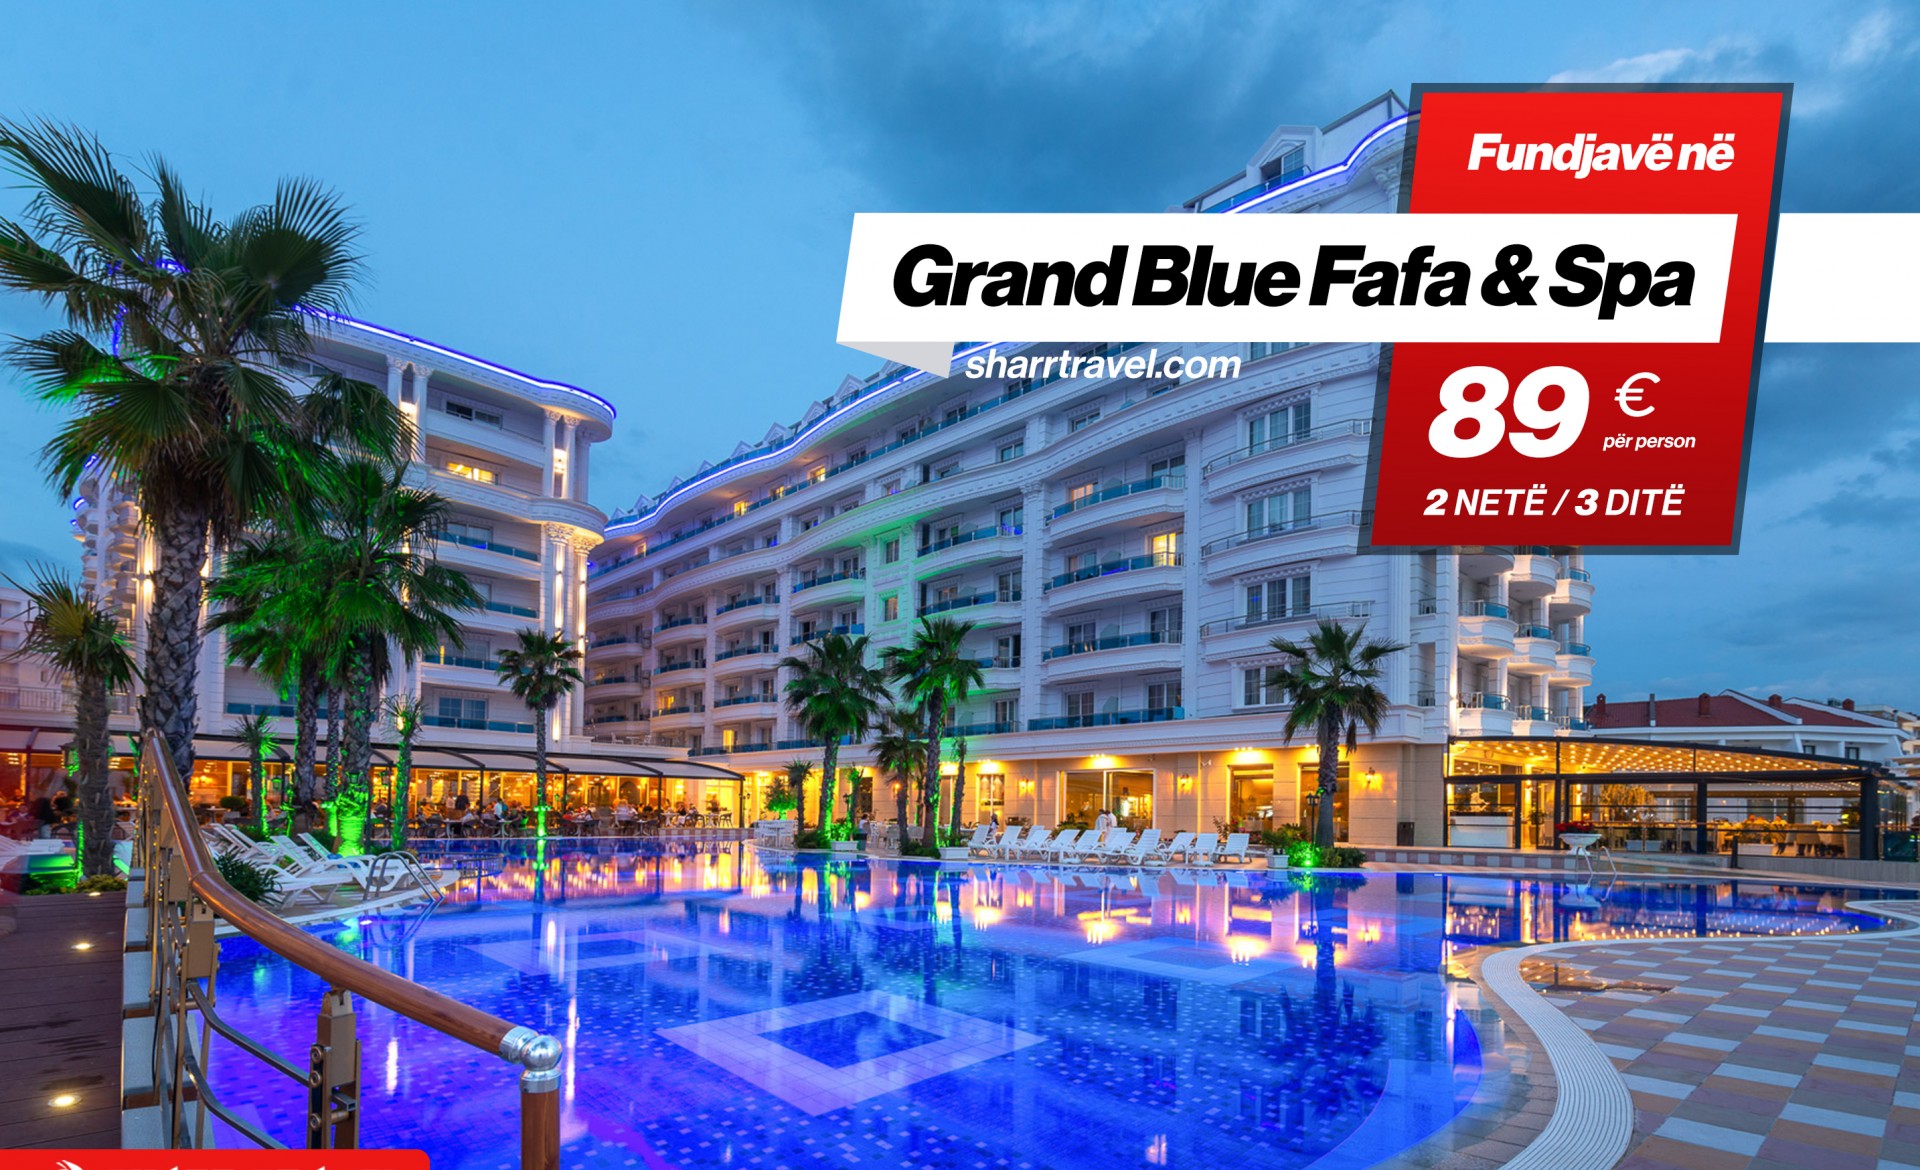 Fundjavë në
Grand Blue Fafa & Spa
sharrtravel.com
89 €
për person
2 NETË / 3 DITË